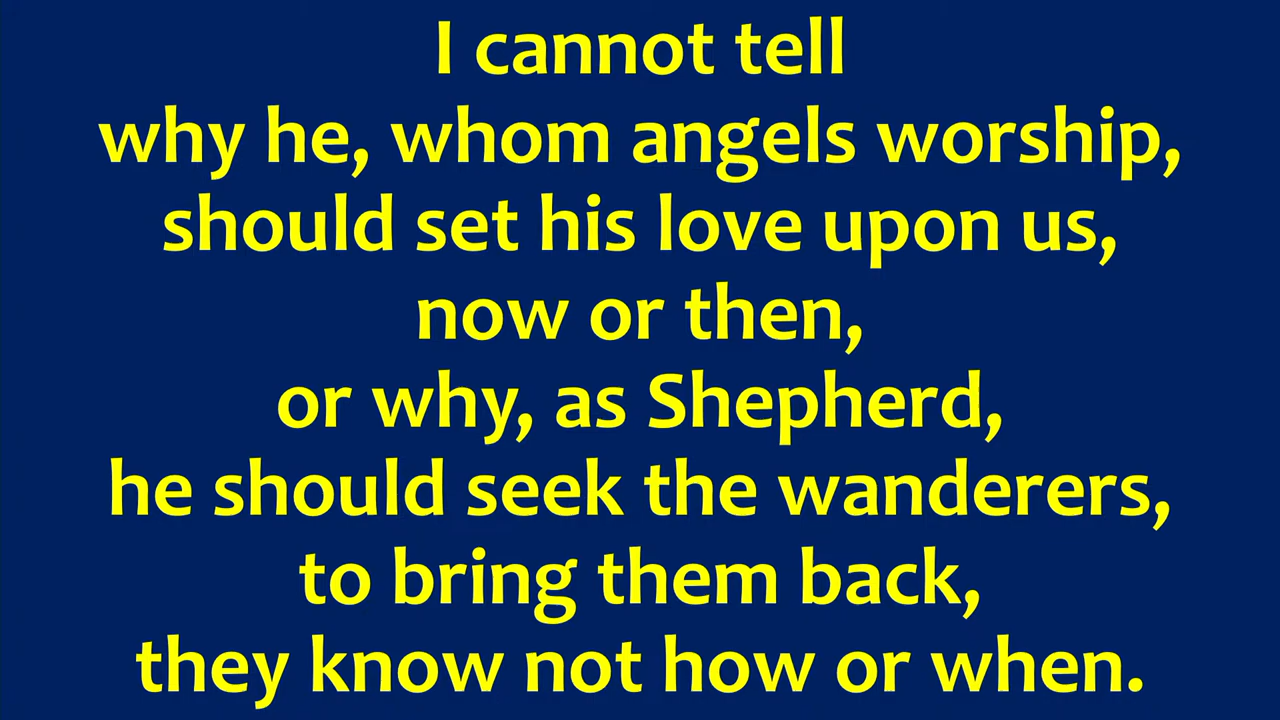 I cannot tell
why he, whom angels worship,
should set his love upon us,
now or then,
or why, as Shepherd,
he should seek the wanderers,
to bring them back,
they know not how or when.